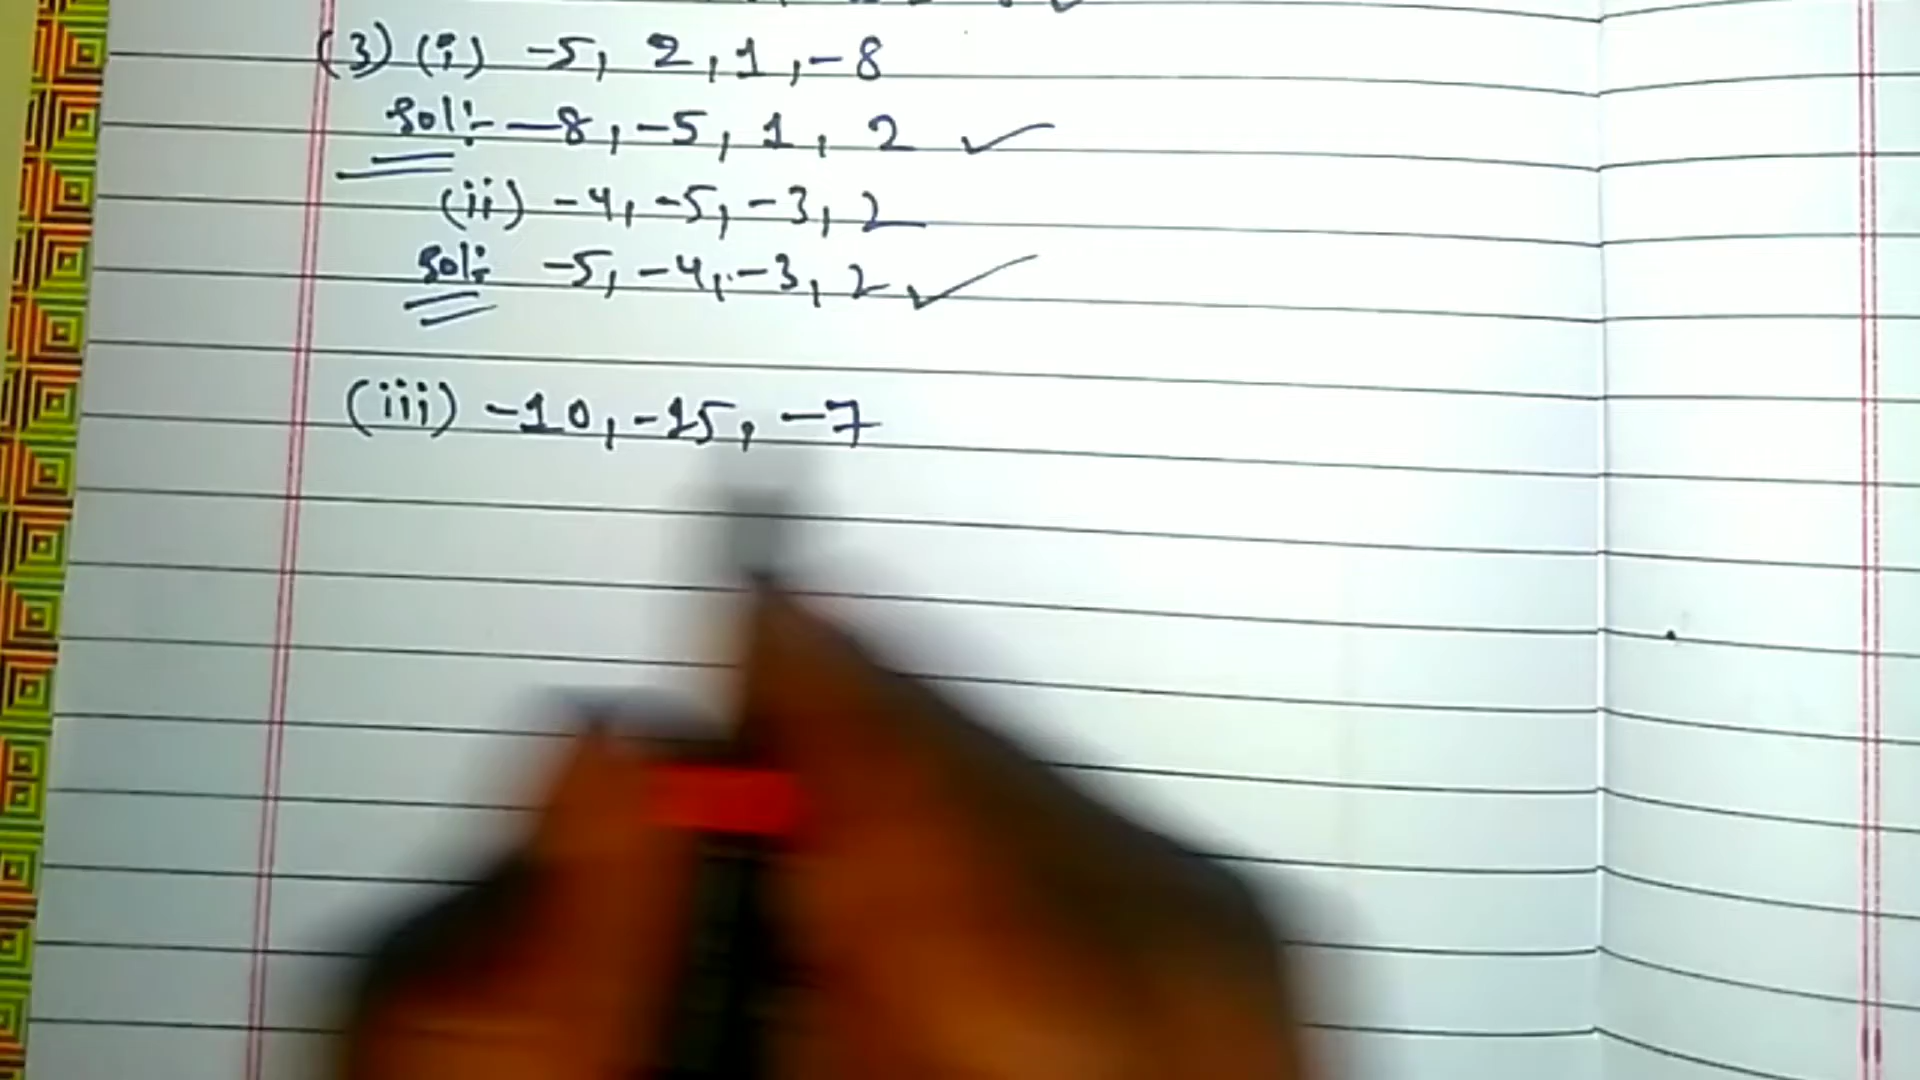 (3) (i) -5, 2, 1, -8
Sol:- -8, -5, 1, 2 ✓
(ii) -4, -5, -3, 2
Sol:- -5, -4, -3, 2 ✓
(iii) -10, -15, -7